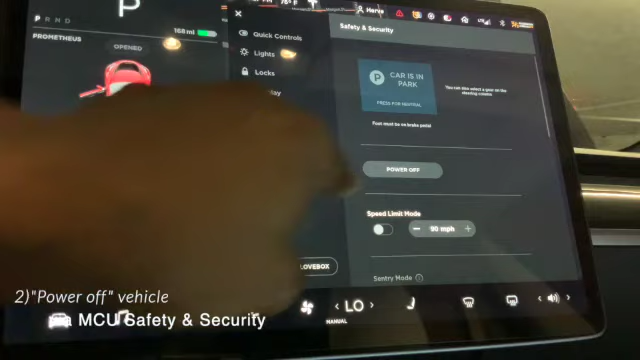 P
168 mi
P R N D
PROMETHEUS
OPENED
Quick Controls
Lights
Locks
Safety & Security
P CAR IS IN
PARK
PRESS FOR NEUTRAL
You can also select a gear on the
steering column
Foot must be on brake pedal
POWER OFF
Speed Limit Mode
− 90 mph +
LOVEBOX
Sentry Mode
2)"Power off" vehicle
MCU Safety & Security
< LO >
MANUAL